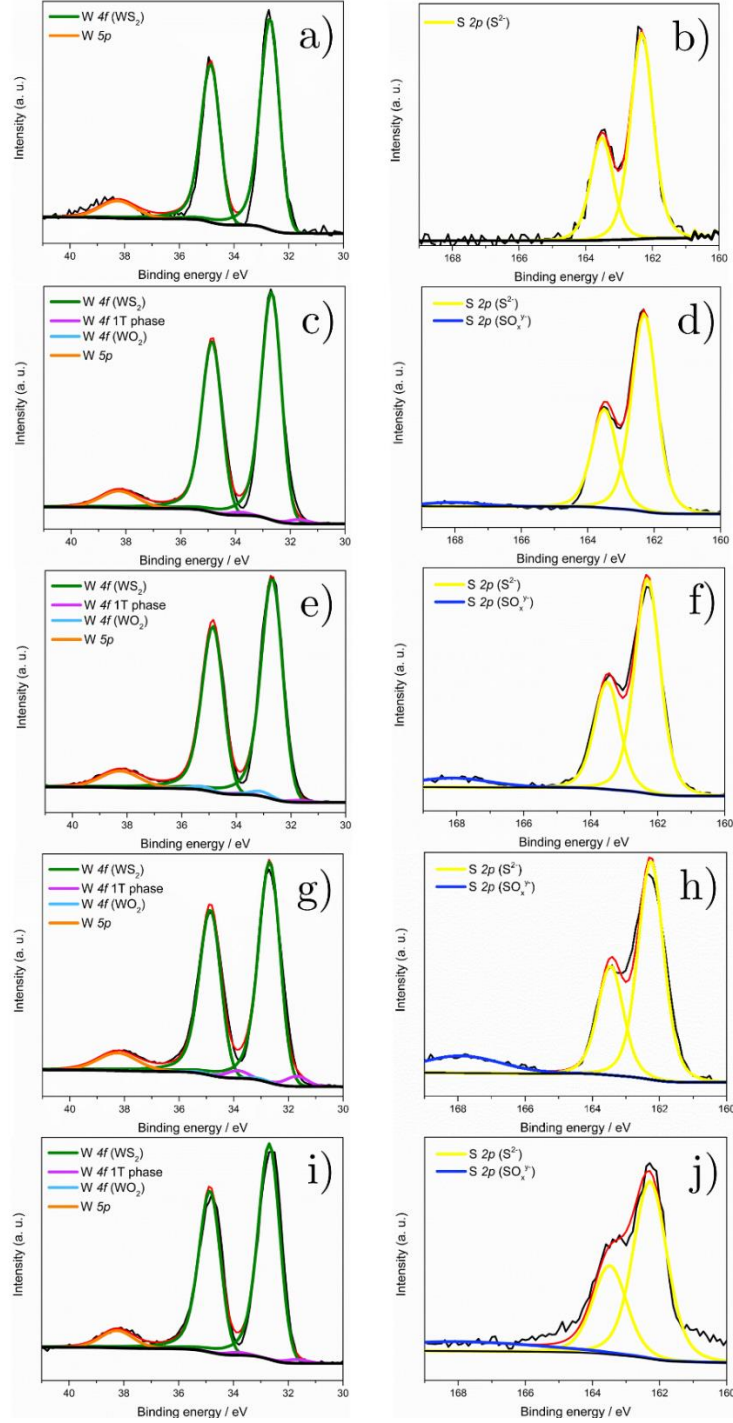 W 4f (WS₂)
W 5p
a)
Intensity (a. u.)
40 38 36 34 32 30
Binding energy / eV
S 2p (S²⁻)
b)
Intensity (a. u.)
168 166 164 162 160
Binding energy / eV
W 4f (WS₂)
W 4f 1T phase
W 4f (WO₂)
W 5p
c)
Intensity (a. u.)
40 38 36 34 32 30
Binding energy / eV
S 2p (S²⁻)
S 2p (SOₓʸ⁻)
d)
Intensity (a. u.)
168 166 164 162 160
Binding energy / eV
W 4f (WS₂)
W 4f 1T phase
W 4f (WO₂)
W 5p
e)
Intensity (a. u.)
40 38 36 34 32 30
Binding energy / eV
S 2p (S²⁻)
S 2p (SOₓʸ⁻)
f)
Intensity (a. u.)
168 166 164 162 160
Binding energy / eV
W 4f (WS₂)
W 4f 1T phase
W 4f (WO₂)
W 5p
g)
Intensity (a. u.)
40 38 36 34 32 30
Binding energy / eV
S 2p (S²⁻)
S 2p (SOₓʸ⁻)
h)
Intensity (a. u.)
168 166 164 162 160
Binding energy / eV
W 4f (WS₂)
W 4f 1T phase
W 4f (WO₂)
W 5p
i)
Intensity (a. u.)
40 38 36 34 32 30
Binding energy / eV
S 2p (S²⁻)
S 2p (SOₓʸ⁻)
j)
Intensity (a. u.)
168 166 164 162 160
Binding energy / eV